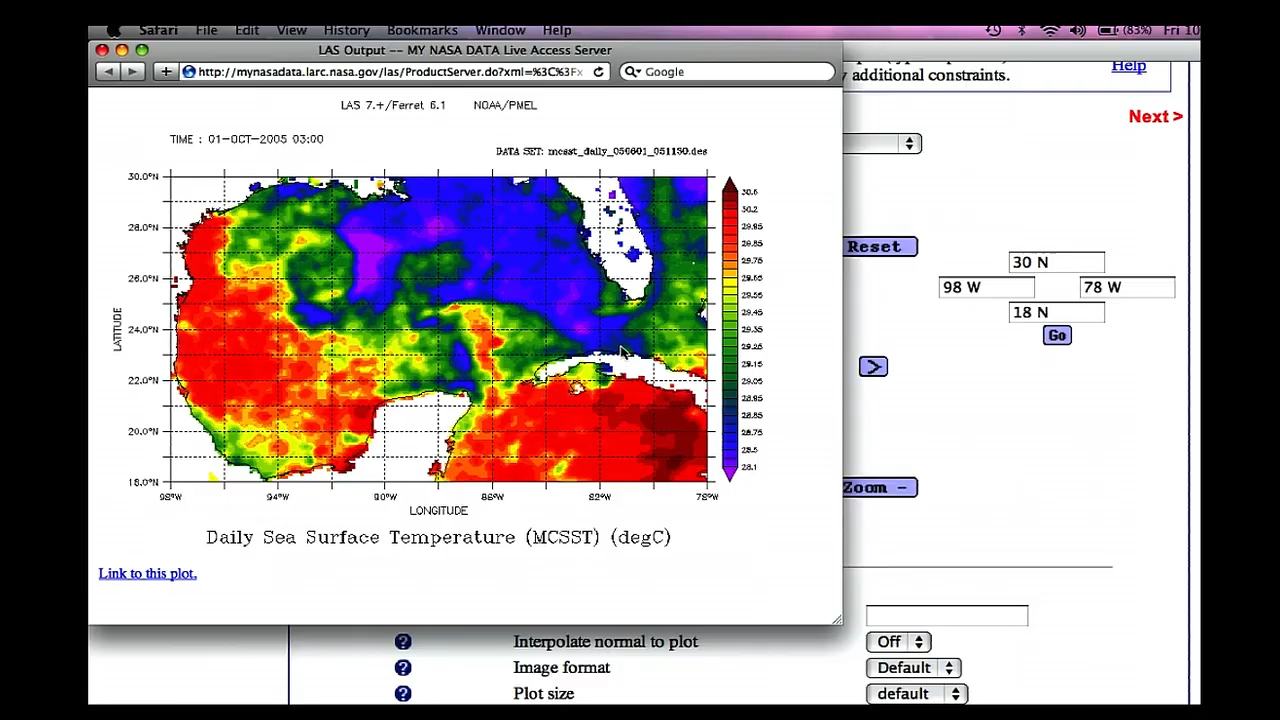 Safari File Edit View History Bookmarks Window Help (83%) Fri 10
LAS Output -- MY NASA DATA Live Access Server
http://mynasadata.larc.nasa.gov/las/ProductServer.do?xml=%3C%3Fx
Google
additional constraints.
Help
Next >
LAS 7.+/Ferret 6.1 NOAA/PMEL
TIME : 01-OCT-2005 03:00
DATA SET: mcsst_daily_050601_051130.des
30.0°N
28.0°N
26.0°N
24.0°N
22.0°N
20.0°N
18.0°N
LATITUDE
98°W 94°W 90°W 86°W 82°W 78°W
LONGITUDE
30.2
29.85
29.75
29.65
29.55
29.45
29.35
29.25
29.15
29.05
28.95
28.85
28.75
28.5
28.1
Daily Sea Surface Temperature (MCSST) (degC)
Link to this plot.
Reset
30 N
98 W 78 W
18 N
Go
>
Zoom -
? Interpolate normal to plot Off
? Image format Default
? Plot size default